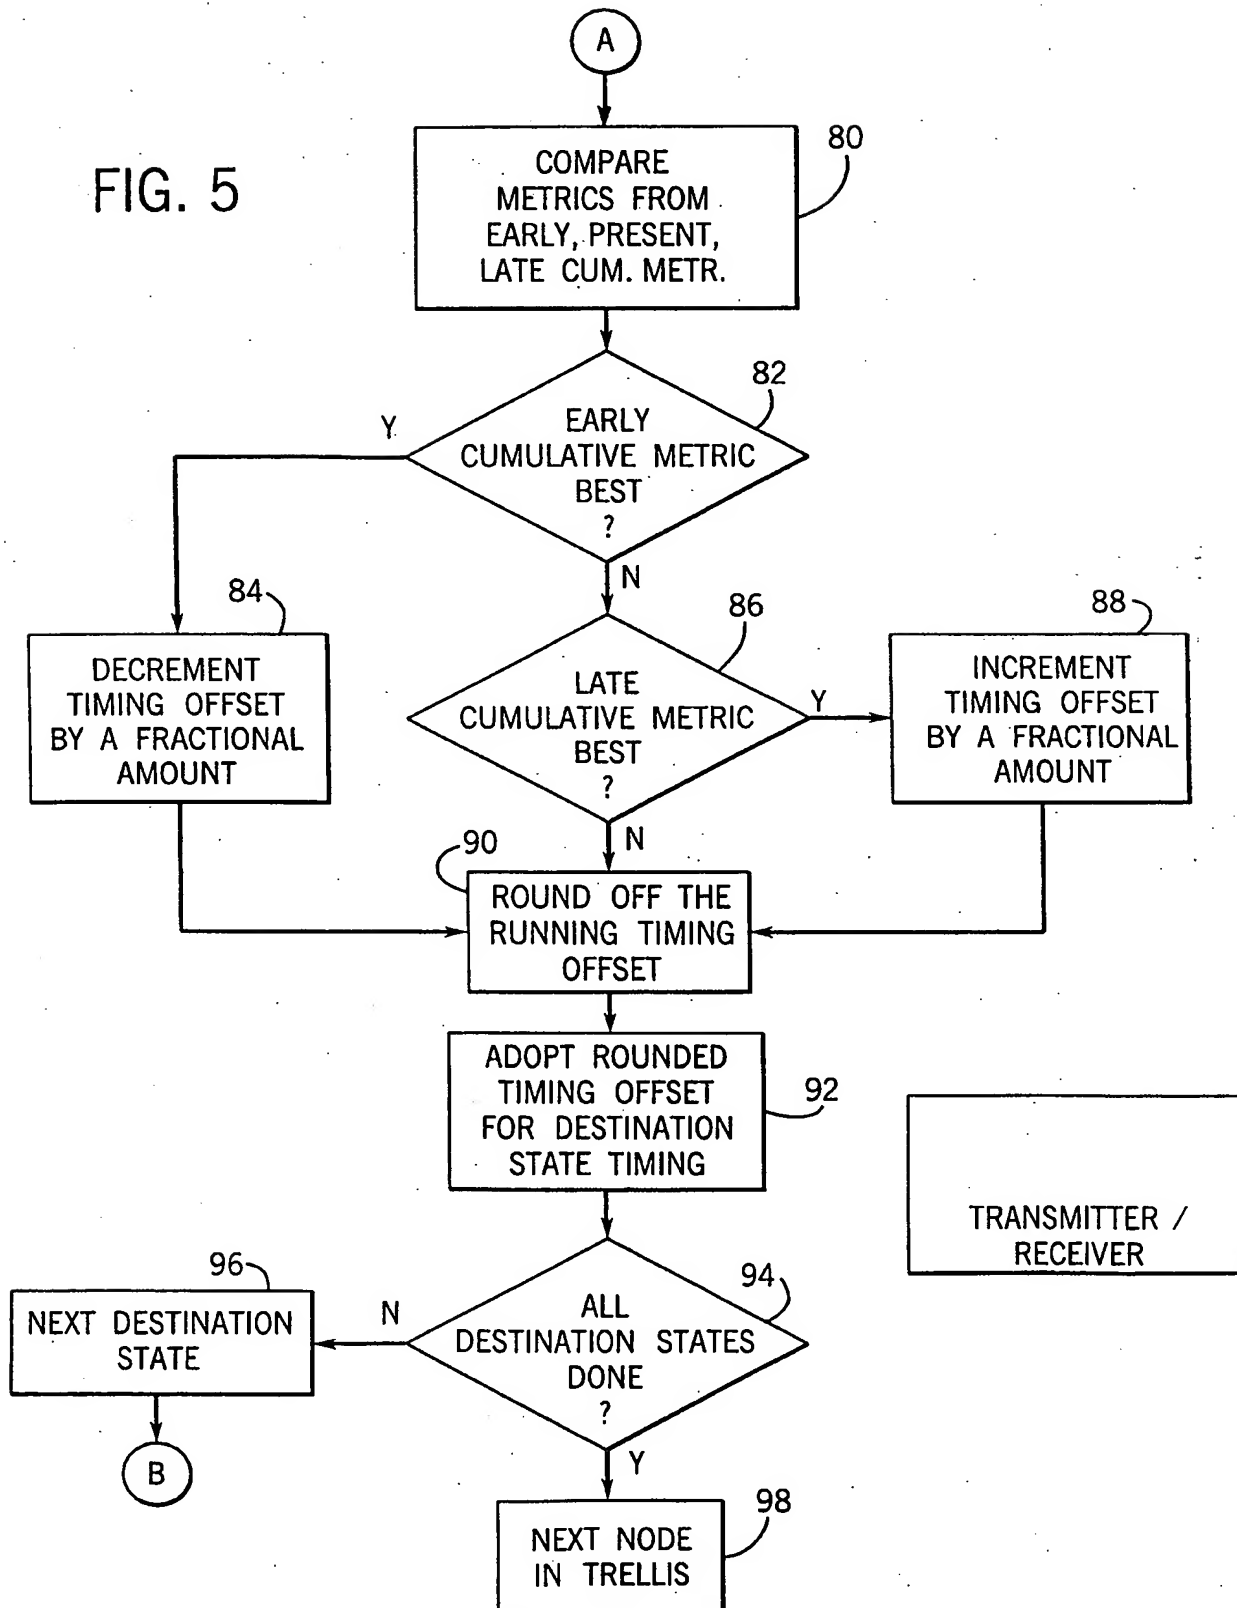 A
FIG. 5
80
COMPARE
METRICS FROM
EARLY, PRESENT,
LATE CUM. METR.
82
Y
EARLY
CUMULATIVE METRIC
BEST
?
N
84
DECREMENT
TIMING OFFSET
BY A FRACTIONAL
AMOUNT
86
LATE
CUMULATIVE METRIC
BEST
?
Y
88
INCREMENT
TIMING OFFSET
BY A FRACTIONAL
AMOUNT
N
90
ROUND OFF THE
RUNNING TIMING
OFFSET
ADOPT ROUNDED
TIMING OFFSET
FOR DESTINATION
STATE TIMING
92
TRANSMITTER /
RECEIVER
94
ALL
DESTINATION STATES
DONE
?
N
96
NEXT DESTINATION
STATE
B
Y
98
NEXT NODE
IN TRELLIS